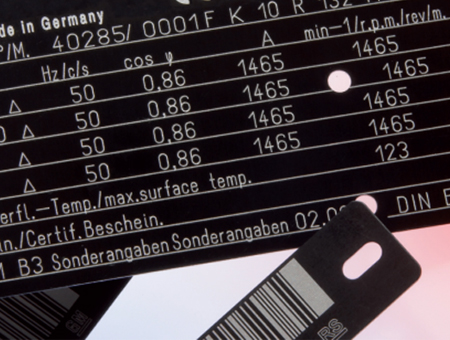 de in Germany
/M. 40285/ 0001F K 10 R 132
Hz/c/s cos φ A min-1/r.p.m./rev/m.
Δ 50 0,86 1465 1465
Δ 50 0,86 1465 1465
Δ 50 0,86 1465 1465
Δ 50 0,86 1465 1465
erfl.-Temp./max.surface temp. 123
n./Certif.Beschein.
B3 Sonderangaben Sonderangaben 02.0 DIN E
RS